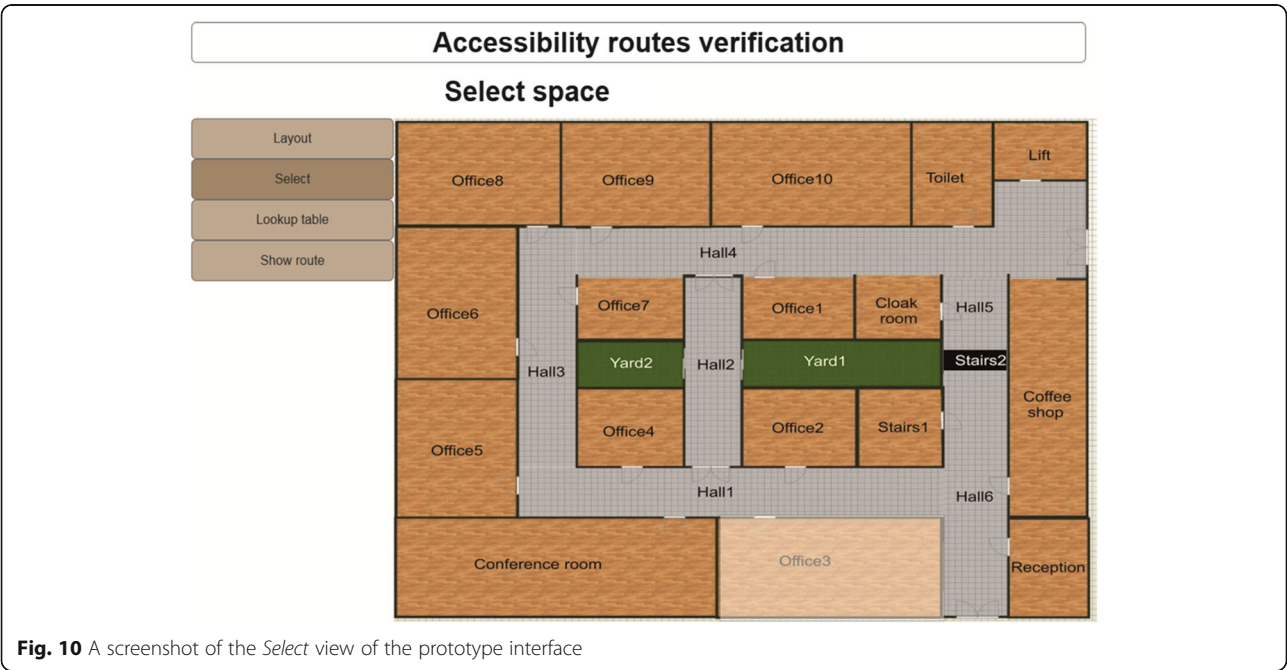 Accessibility routes verification
Select space
Layout
Select
Lookup table
Show route
Office8
Office9
Office10
Toilet
Lift
Hall4
Office6
Office7
Office1
Cloak
room
Hall5
Hall3
Yard2
Hall2
Yard1
Stairs2
Coffee
shop
Office5
Office4
Office2
Stairs1
Hall1
Hall6
Conference room
Office3
Reception
Fig. 10 A screenshot of the Select view of the prototype interface